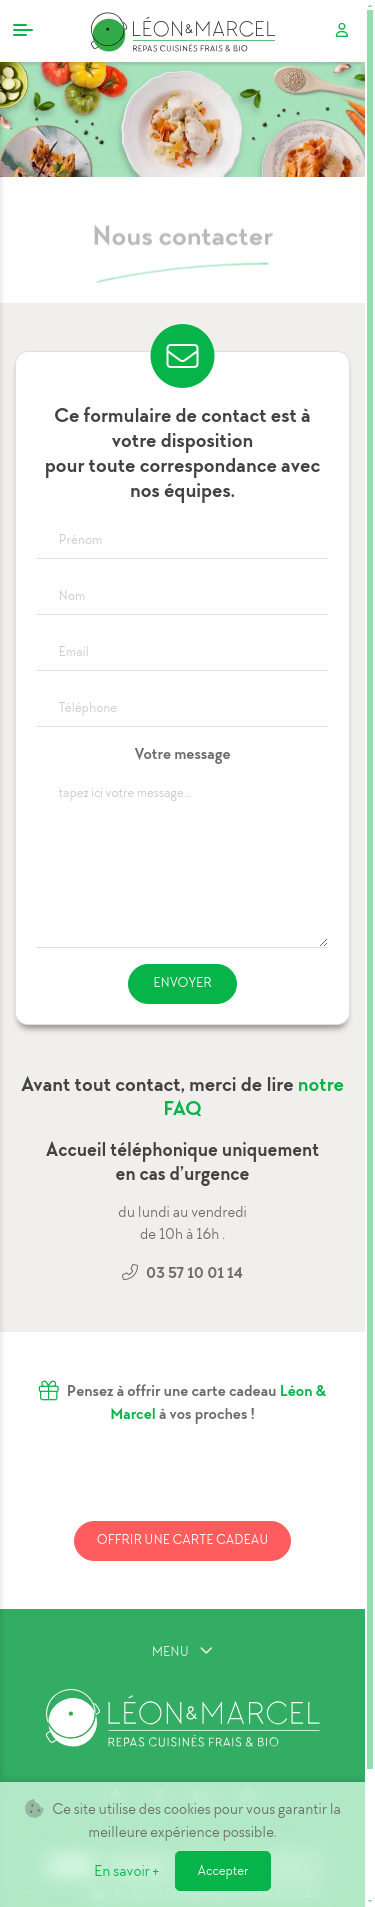 LÉON&MARCEL
REPAS CUISINÉS FRAIS & BIO
Nous contacter
Ce formulaire de contact est à
votre disposition
pour toute correspondance avec
nos équipes.
Prénom
Nom
Email
Téléphone
Votre message
tapez ici votre message...
ENVOYER
Avant tout contact, merci de lire notre
FAQ
Accueil téléphonique uniquement
en cas d'urgence
du lundi au vendredi
de 10h à 16h .
03 57 10 01 14
Pensez à offrir une carte cadeau Léon &
Marcel à vos proches !
OFFRIR UNE CARTE CADEAU
MENU
LÉON&MARCEL
REPAS CUISINÉS FRAIS & BIO
Ce site utilise des cookies pour vous garantir la
meilleure expérience possible.
En savoir + Accepter